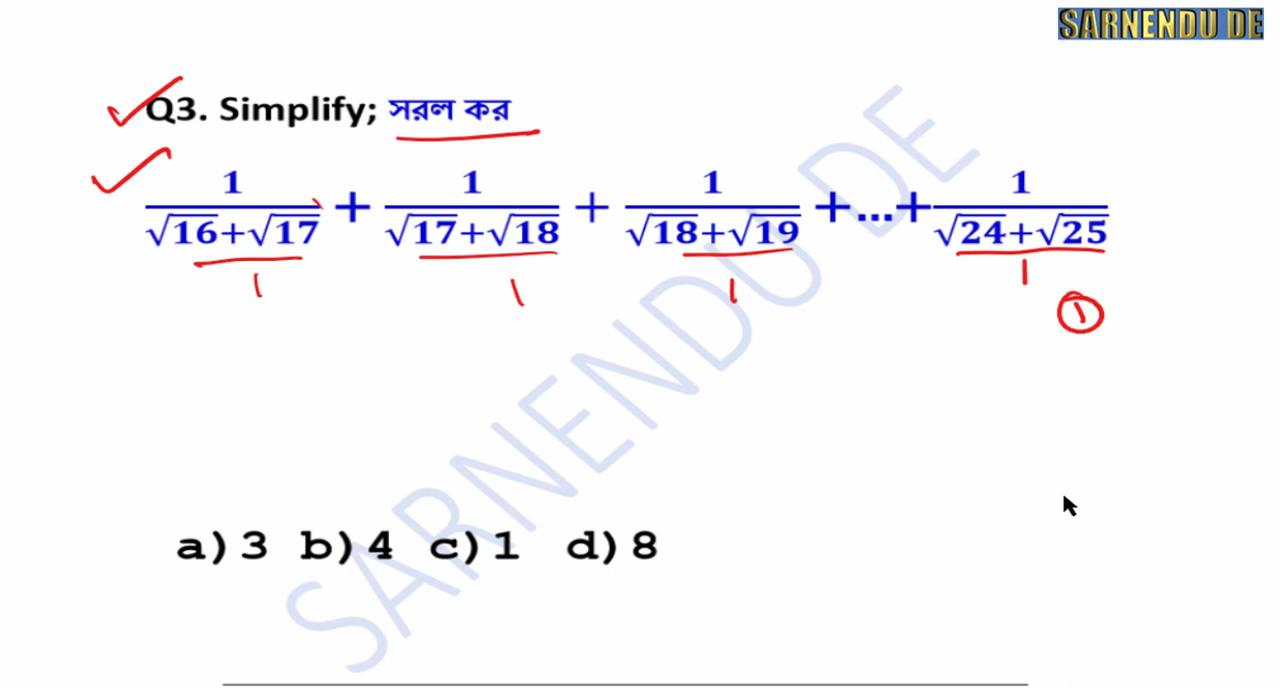 SARNENDU DE
Q3. Simplify; সরল কর
1/(√16+√17) + 1/(√17+√18) + 1/(√18+√19) +...+ 1/(√24+√25)
1 1 1 1
1
a)3 b)4 c)1 d)8
SARNENDU DE